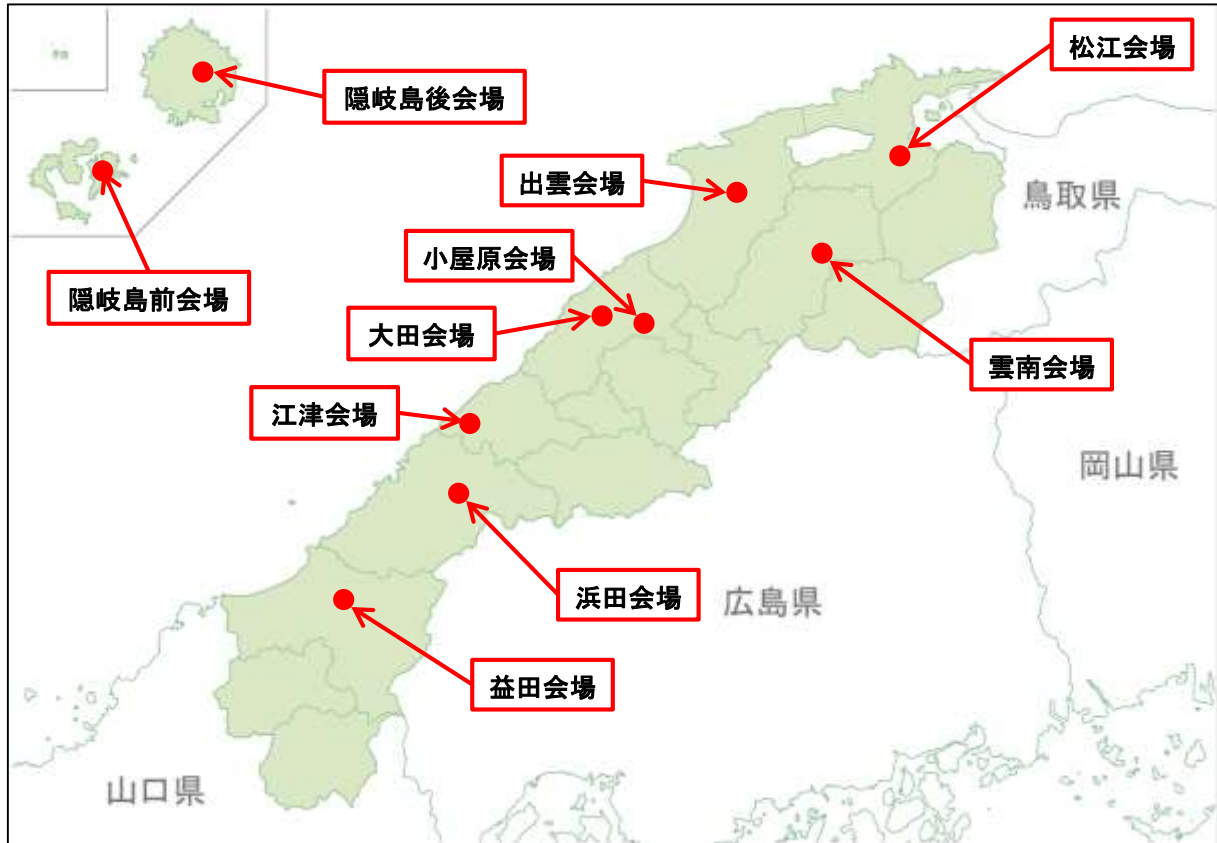 松江会場
隠岐島後会場
出雲会場
鳥取県
小屋原会場
隠岐島前会場
大田会場
雲南会場
江津会場
岡山県
浜田会場
広島県
益田会場
山口県